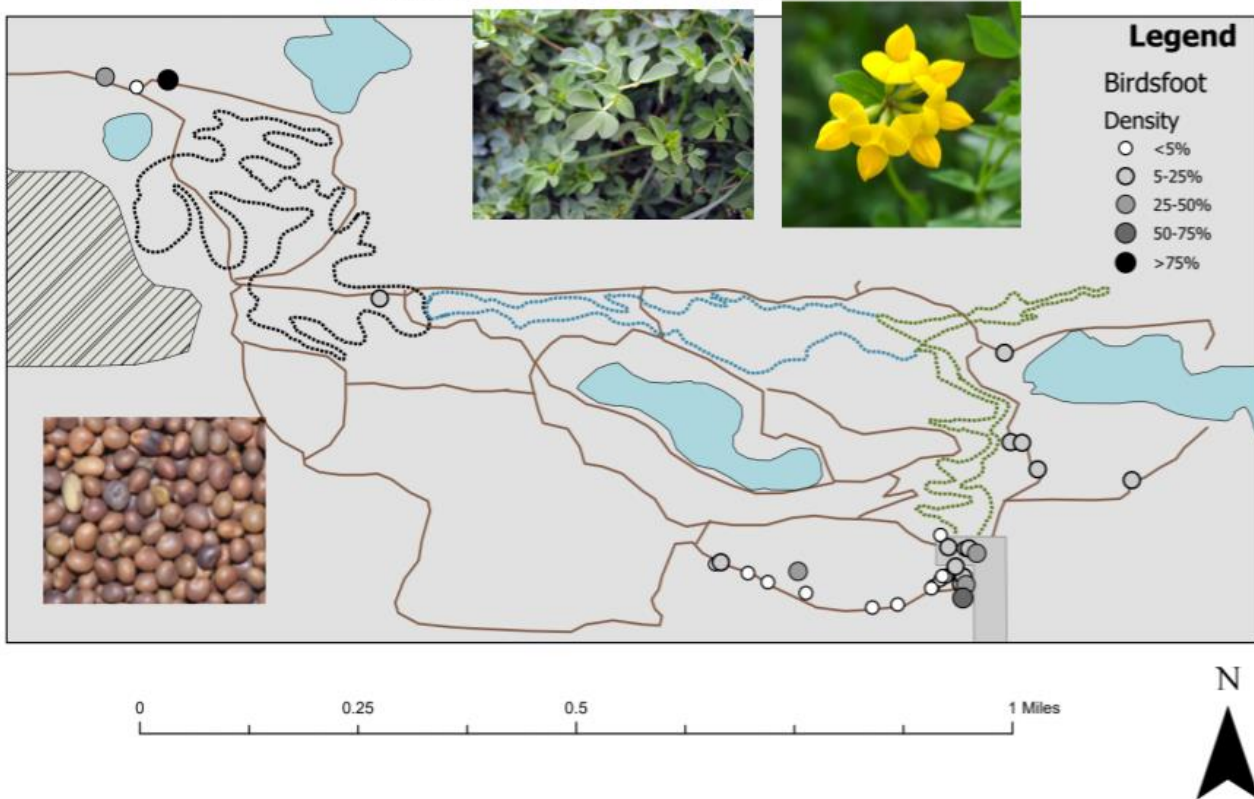 Legend
Birdsfoot
Density
<5%
5-25%
25-50%
50-75%
>75%
N
0 0.25 0.5 1 Miles